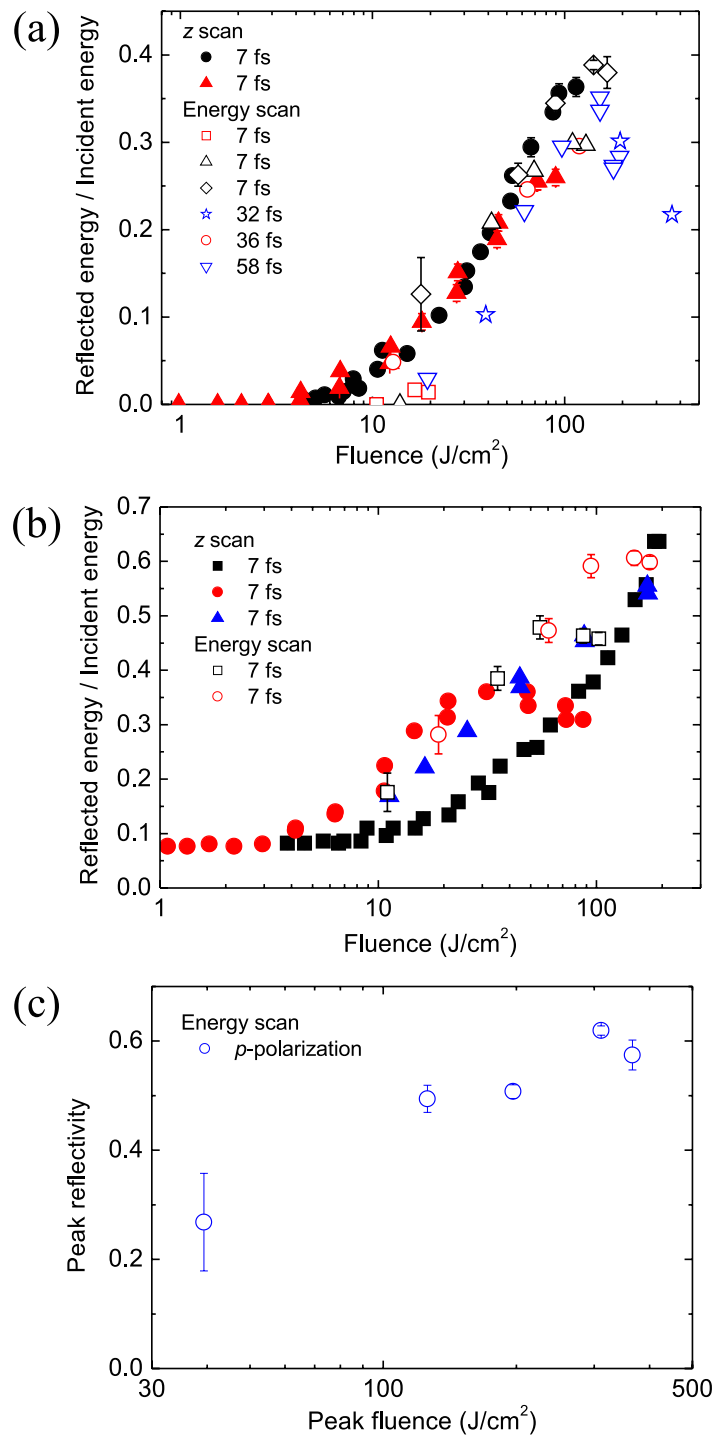 (a)
z scan
7 fs
7 fs
Energy scan
7 fs
7 fs
7 fs
32 fs
36 fs
58 fs
0.4
0.3
0.2
0.1
0.0
Reflected energy / Incident energy
1
10
100
Fluence (J/cm²)
(b)
z scan
7 fs
7 fs
7 fs
Energy scan
7 fs
7 fs
0.7
0.6
0.5
0.4
0.3
0.2
0.1
0.0
Reflected energy / Incident energy
1
10
100
Fluence (J/cm²)
(c)
Energy scan
p-polarization
0.6
0.4
0.2
0.0
Peak reflectivity
30
100
500
Peak fluence (J/cm²)